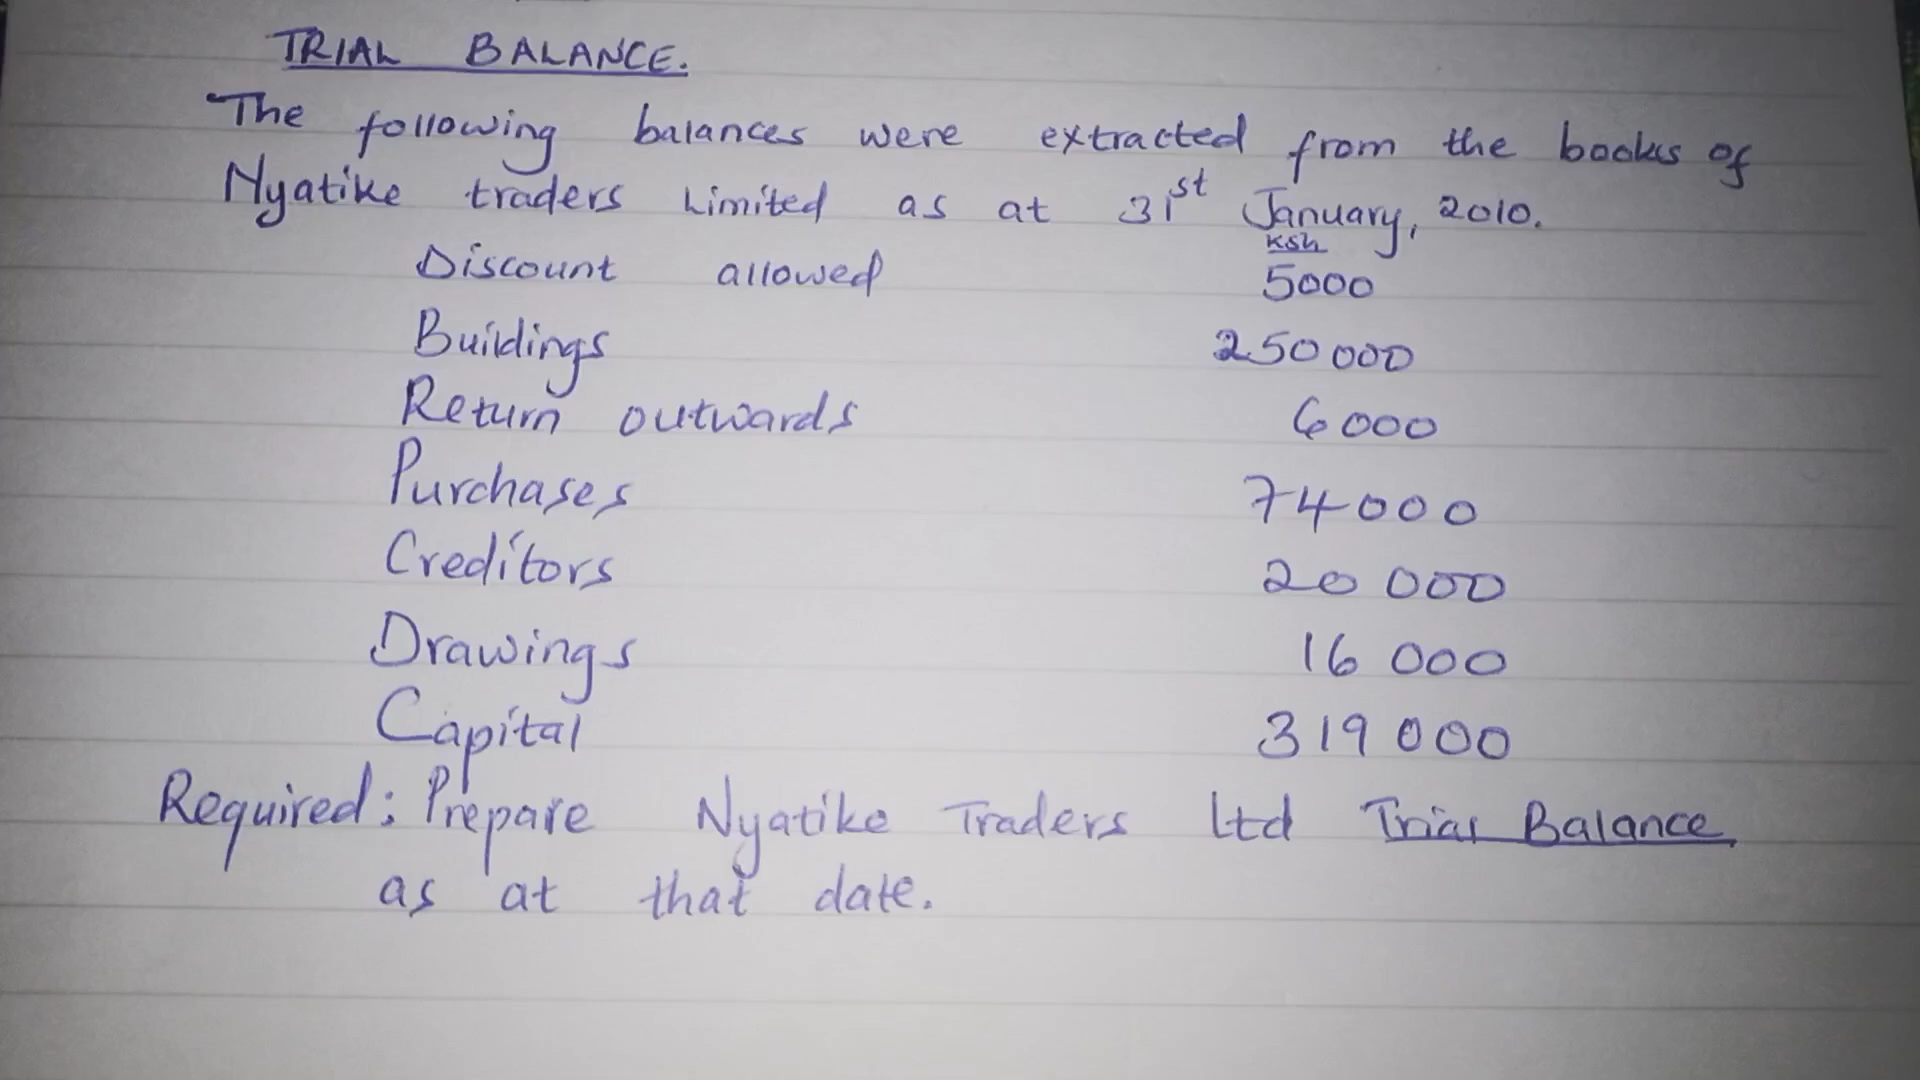 TRIAL BALANCE.
The following balances were extracted from the books of
Nyatike traders Limited as at 31st January, 2010.
Ksh
Discount allowed 5000
Buildings 250 000
Return outwards 6000
Purchases 74000
Creditors 20 000
Drawings 16 000
Capital 319 000
Required: Prepare Nyatike Traders Ltd Trial Balance
as at that date.